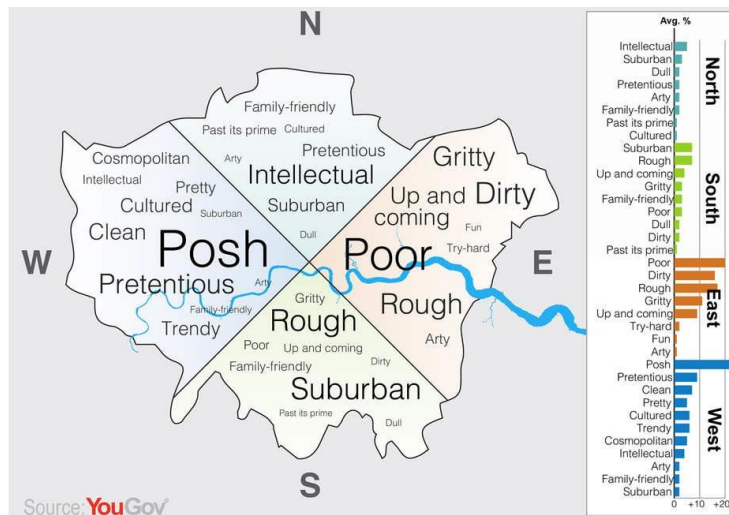 N
Family-friendly
Past its prime Cultured
Arty
Pretentious
Intellectual
Suburban
Dull
W
Cosmopolitan
Intellectual
Pretty
Cultured
Suburban
Clean
Posh
Pretentious
Arty
Family-friendly
Trendy
Gritty
Up and coming
Dirty
Fun
Poor
Try-hard
Rough
Arty
E
Gritty
Rough
Poor
Up and coming
Family-friendly
Dirty
Suburban
Past its prime
Dull
S
Source: YouGov
Avg. %
Intellectual
Suburban
Dull
Pretentious
Arty
Family-friendly
Past its prime
Cultured
North
Suburban
Rough
Up and coming
Gritty
Family-friendly
Poor
Dull
Dirty
Past its prime
South
Poor
Dirty
Rough
Gritty
Up and coming
Try-hard
Fun
Arty
East
Posh
Pretentious
Clean
Pretty
Cultured
Trendy
Cosmopolitan
Intellectual
Arty
Family-friendly
Suburban
West
0 +10 +20